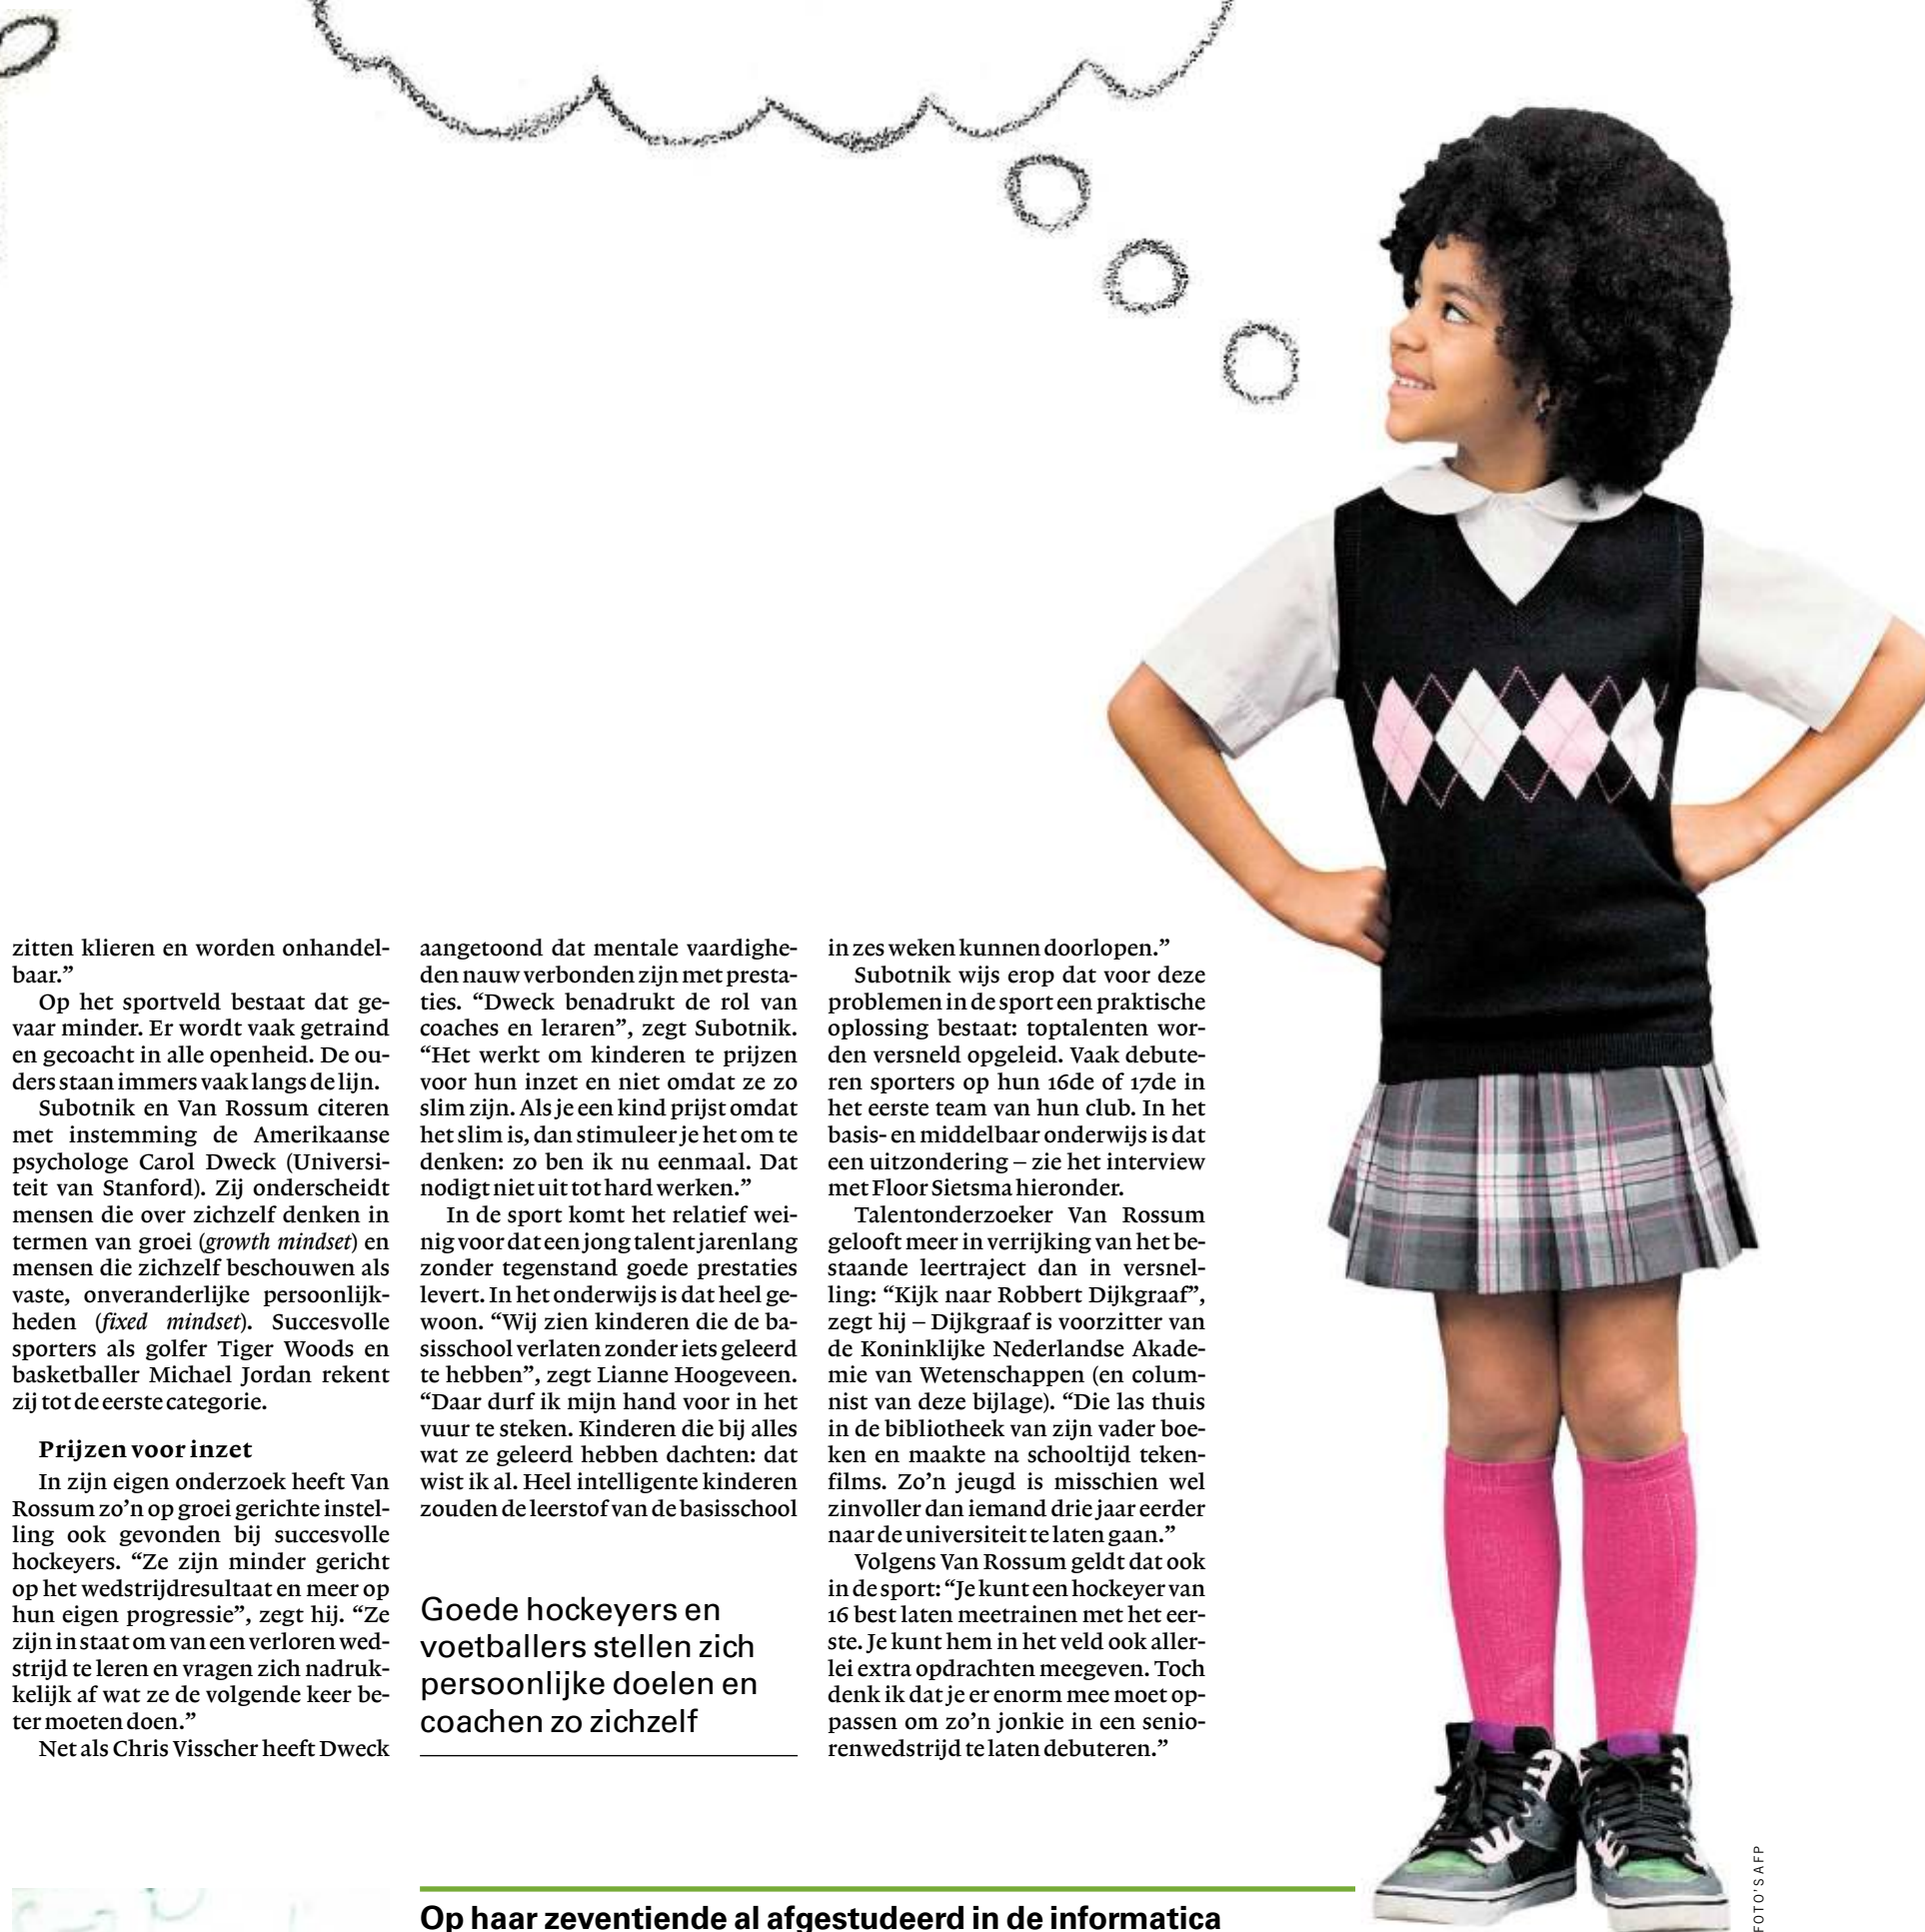 zitten klieren en worden onhandel-
baar.”
Op het sportveld bestaat dat ge-
vaar minder. Er wordt vaak getraind
en gecoacht in alle openheid. De ou-
ders staan immers vaak langs de lijn.
Subotnik en Van Rossum citeren
met instemming de Amerikaanse
psychologe Carol Dweck (Universi-
teit van Stanford). Zij onderscheidt
mensen die over zichzelf denken in
termen van groei (growth mindset) en
mensen die zichzelf beschouwen als
vaste, onveranderlijke persoonlijk-
heden (fixed mindset). Succesvolle
sporters als golfer Tiger Woods en
basketballer Michael Jordan rekent
zij tot de eerste categorie.
Prijzen voor inzet
In zijn eigen onderzoek heeft Van
Rossum zo’n op groei gerichte instel-
ling ook gevonden bij succesvolle
hockeyers. “Ze zijn minder gericht
op het wedstrijdresultaat en meer op
hun eigen progressie”, zegt hij. “Ze
zijn in staat om van een verloren wed-
strijd te leren en vragen zich nadruk-
kelijk af wat ze de volgende keer be-
ter moeten doen.”
Net als Chris Visscher heeft Dweck
aangetoond dat mentale vaardighe-
den nauw verbonden zijn met presta-
ties. “Dweck benadrukt de rol van
coaches en leraren”, zegt Subotnik.
“Het werkt om kinderen te prijzen
voor hun inzet en niet omdat ze zo
slim zijn. Als je een kind prijst omdat
het slim is, dan stimuleer je het om te
denken: zo ben ik nu eenmaal. Dat
nodigt niet uit tot hard werken.”
In de sport komt het relatief wei-
nig voor dat een jong talent jarenlang
zonder tegenstand goede prestaties
levert. In het onderwijs is dat heel ge-
woon. “Wij zien kinderen die de ba-
sisschool verlaten zonder iets geleerd
te hebben”, zegt Lianne Hoogeveen.
“Daar durf ik mijn hand voor in het
vuur te steken. Kinderen die bij alles
wat ze geleerd hebben dachten: dat
wist ik al. Heel intelligente kinderen
zouden de leerstof van de basisschool
Goede hockeyers en
voetballers stellen zich
persoonlijke doelen en
coachen zo zichzelf
in zes weken kunnen doorlopen.”
Subotnik wijs erop dat voor deze
problemen in de sport een praktische
oplossing bestaat: toptalenten wor-
den versneld opgeleid. Vaak debute-
ren sporters op hun 16de of 17de in
het eerste team van hun club. In het
basis- en middelbaar onderwijs is dat
een uitzondering – zie het interview
met Floor Sietsma hieronder.
Talentonderzoeker Van Rossum
gelooft meer in verrijking van het be-
staande leertraject dan in versnel-
ling: “Kijk naar Robbert Dijkgraaf”,
zegt hij – Dijkgraaf is voorzitter van
de Koninklijke Nederlandse Akade-
mie van Wetenschappen (en colum-
nist van deze bijlage). “Die las thuis
in de bibliotheek van zijn vader boe-
ken en maakte na schooltijd teken-
films. Zo’n jeugd is misschien wel
zinvoller dan iemand drie jaar eerder
naar de universiteit te laten gaan.”
Volgens Van Rossum geldt dat ook
in de sport: “Je kunt een hockeyer van
16 best laten meetrainen met het eer-
ste. Je kunt hem in het veld ook aller-
lei extra opdrachten meegeven. Toch
denk ik dat je er enorm mee moet op-
passen om zo’n jonkie in een senio-
renwedstrijd te laten debuteren.”
FOTO’S AFP
Op haar zeventiende al afgestudeerd in de informatica